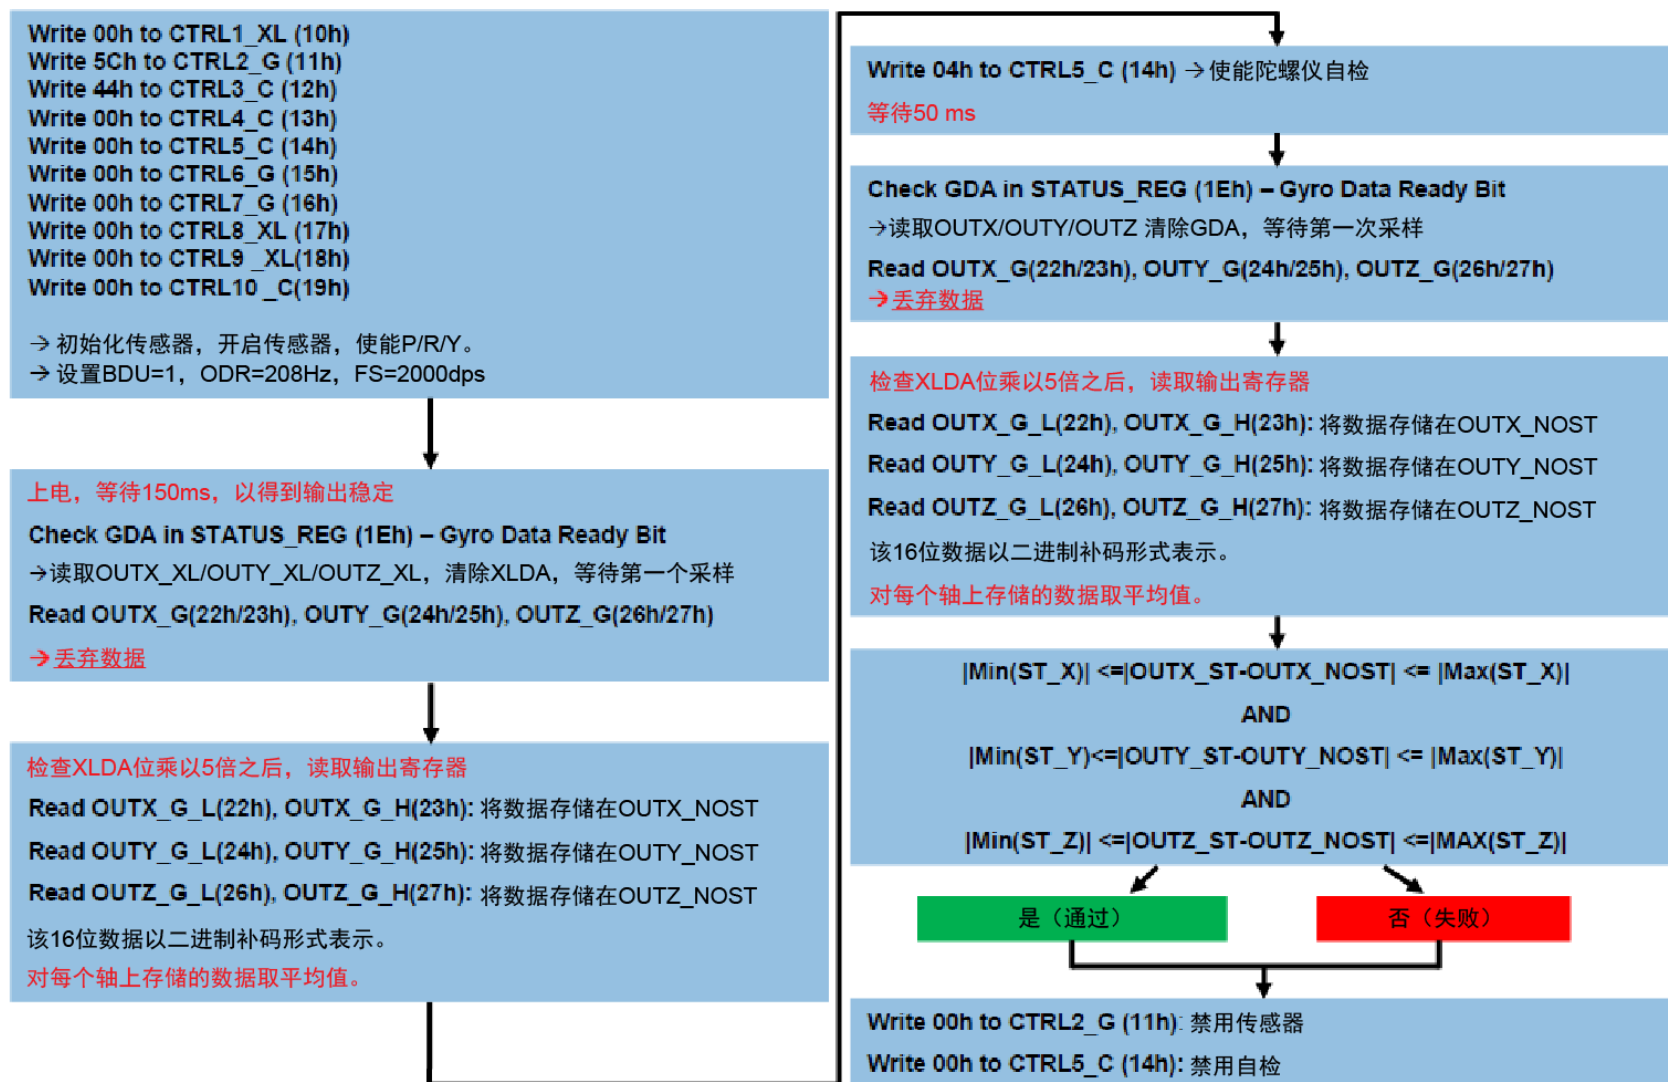 Write 00h to CTRL1_XL (10h)
Write 5Ch to CTRL2_G (11h)
Write 44h to CTRL3_C (12h)
Write 00h to CTRL4_C (13h)
Write 00h to CTRL5_C (14h)
Write 00h to CTRL6_G (15h)
Write 00h to CTRL7_G (16h)
Write 00h to CTRL8_XL (17h)
Write 00h to CTRL9 _XL(18h)
Write 00h to CTRL10 _C(19h)
→ 初始化传感器，开启传感器，使能P/R/Y。
→ 设置BDU=1，ODR=208Hz，FS=2000dps
上电，等待150ms，以得到输出稳定
Check GDA in STATUS_REG (1Eh) – Gyro Data Ready Bit
→读取OUTX_XL/OUTY_XL/OUTZ_XL，清除XLDA，等待第一个采样
Read OUTX_G(22h/23h), OUTY_G(24h/25h), OUTZ_G(26h/27h)
→丢弃数据
检查XLDA位乘以5倍之后，读取输出寄存器
Read OUTX_G_L(22h), OUTX_G_H(23h): 将数据存储在OUTX_NOST
Read OUTY_G_L(24h), OUTY_G_H(25h): 将数据存储在OUTY_NOST
Read OUTZ_G_L(26h), OUTZ_G_H(27h): 将数据存储在OUTZ_NOST
该16位数据以二进制补码形式表示。
对每个轴上存储的数据取平均值。
Write 04h to CTRL5_C (14h) →使能陀螺仪自检
等待50 ms
Check GDA in STATUS_REG (1Eh) – Gyro Data Ready Bit
→读取OUTX/OUTY/OUTZ 清除GDA，等待第一次采样
Read OUTX_G(22h/23h), OUTY_G(24h/25h), OUTZ_G(26h/27h)
→丢弃数据
检查XLDA位乘以5倍之后，读取输出寄存器
Read OUTX_G_L(22h), OUTX_G_H(23h): 将数据存储在OUTX_NOST
Read OUTY_G_L(24h), OUTY_G_H(25h): 将数据存储在OUTY_NOST
Read OUTZ_G_L(26h), OUTZ_G_H(27h): 将数据存储在OUTZ_NOST
该16位数据以二进制补码形式表示。
对每个轴上存储的数据取平均值。
|Min(ST_X)| <=|OUTX_ST-OUTX_NOST| <= |Max(ST_X)|
AND
|Min(ST_Y)<=|OUTY_ST-OUTY_NOST| <= |Max(ST_Y)|
AND
|Min(ST_Z)| <=|OUTZ_ST-OUTZ_NOST| <=|MAX(ST_Z)|
是（通过）
否（失败）
Write 00h to CTRL2_G (11h): 禁用传感器
Write 00h to CTRL5_C (14h): 禁用自检